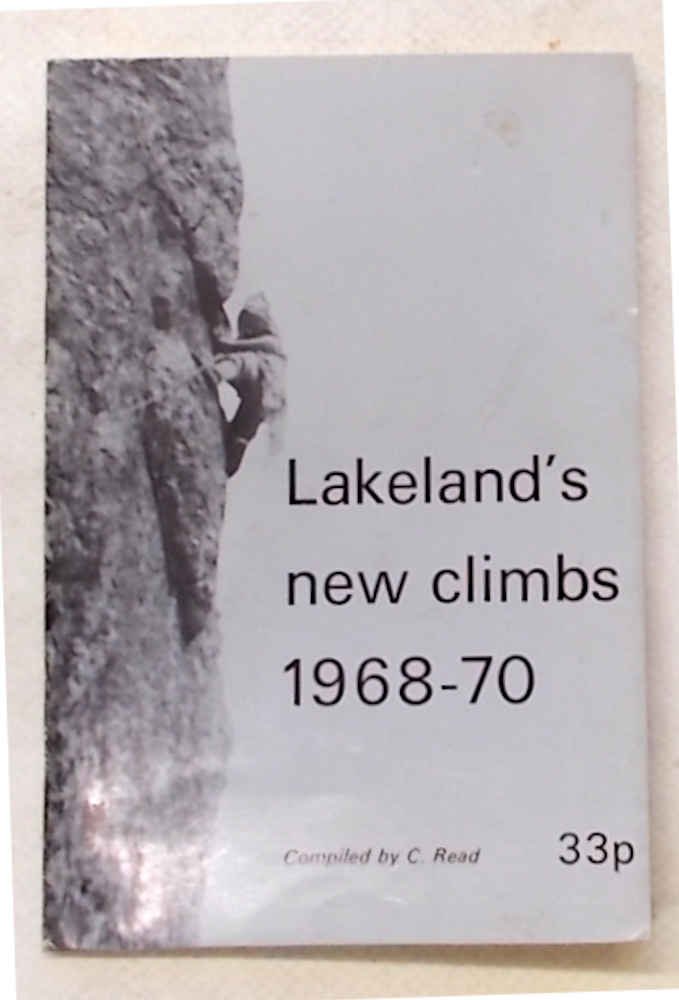 Lakeland's
new climbs
1968-70
Compiled by C. Read
33p